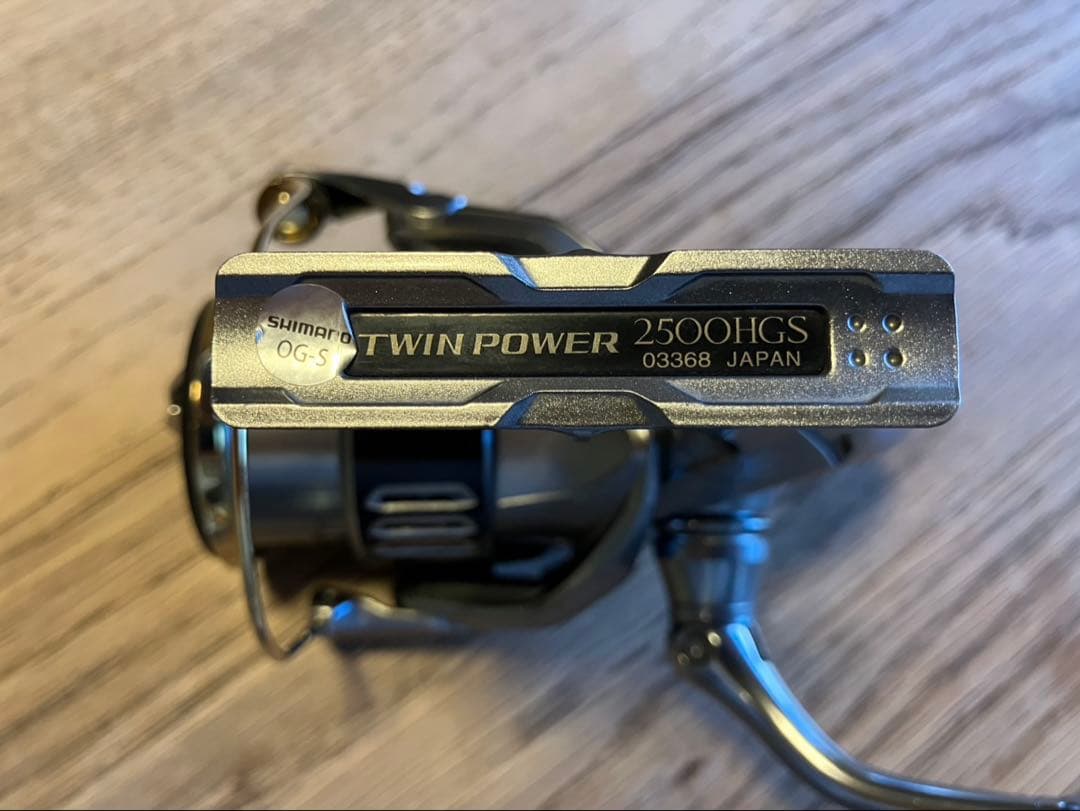 SHIMANO
OG-S
TWIN POWER 2500HGS
03368 JAPAN